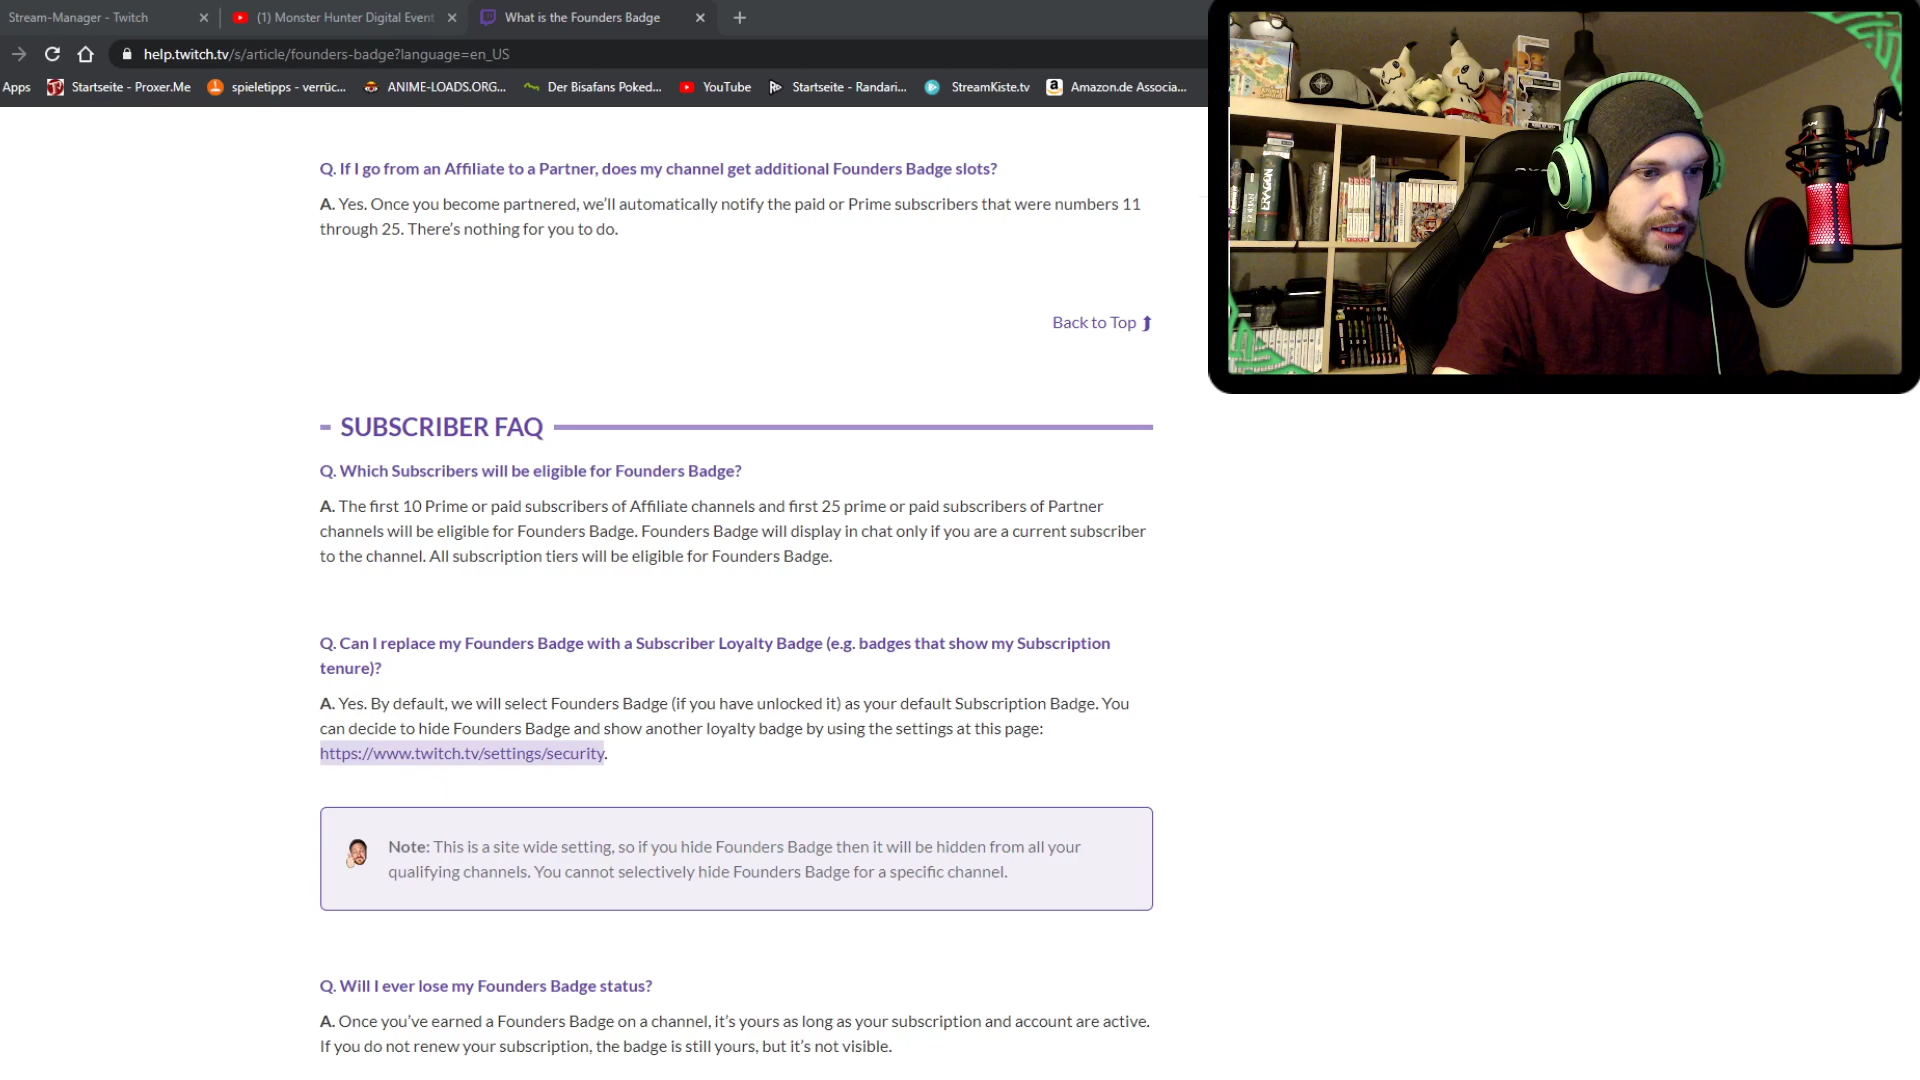 Stream-Manager - Twitch
(1) Monster Hunter Digital Event
What is the Founders Badge
help.twitch.tv/s/article/founders-badge?language=en_US
Apps
Startseite - Proxer.Me
spieletipps - verrüc...
ANIME-LOADS.ORG...
Der Bisafans Poked...
YouTube
Startseite - Randari...
StreamKiste.tv
Amazon.de Associa...
Q. If I go from an Affiliate to a Partner, does my channel get additional Founders Badge slots?
A. Yes. Once you become partnered, we’ll automatically notify the paid or Prime subscribers that were numbers 11
through 25. There’s nothing for you to do.
Back to Top
SUBSCRIBER FAQ
Q. Which Subscribers will be eligible for Founders Badge?
A. The first 10 Prime or paid subscribers of Affiliate channels and first 25 prime or paid subscribers of Partner
channels will be eligible for Founders Badge. Founders Badge will display in chat only if you are a current subscriber
to the channel. All subscription tiers will be eligible for Founders Badge.
Q. Can I replace my Founders Badge with a Subscriber Loyalty Badge (e.g. badges that show my Subscription
tenure)?
A. Yes. By default, we will select Founders Badge (if you have unlocked it) as your default Subscription Badge. You
can decide to hide Founders Badge and show another loyalty badge by using the settings at this page:
https://www.twitch.tv/settings/security.
Note: This is a site wide setting, so if you hide Founders Badge then it will be hidden from all your
qualifying channels. You cannot selectively hide Founders Badge for a specific channel.
Q. Will I ever lose my Founders Badge status?
A. Once you’ve earned a Founders Badge on a channel, it’s yours as long as your subscription and account are active.
If you do not renew your subscription, the badge is still yours, but it’s not visible.
ERAGON